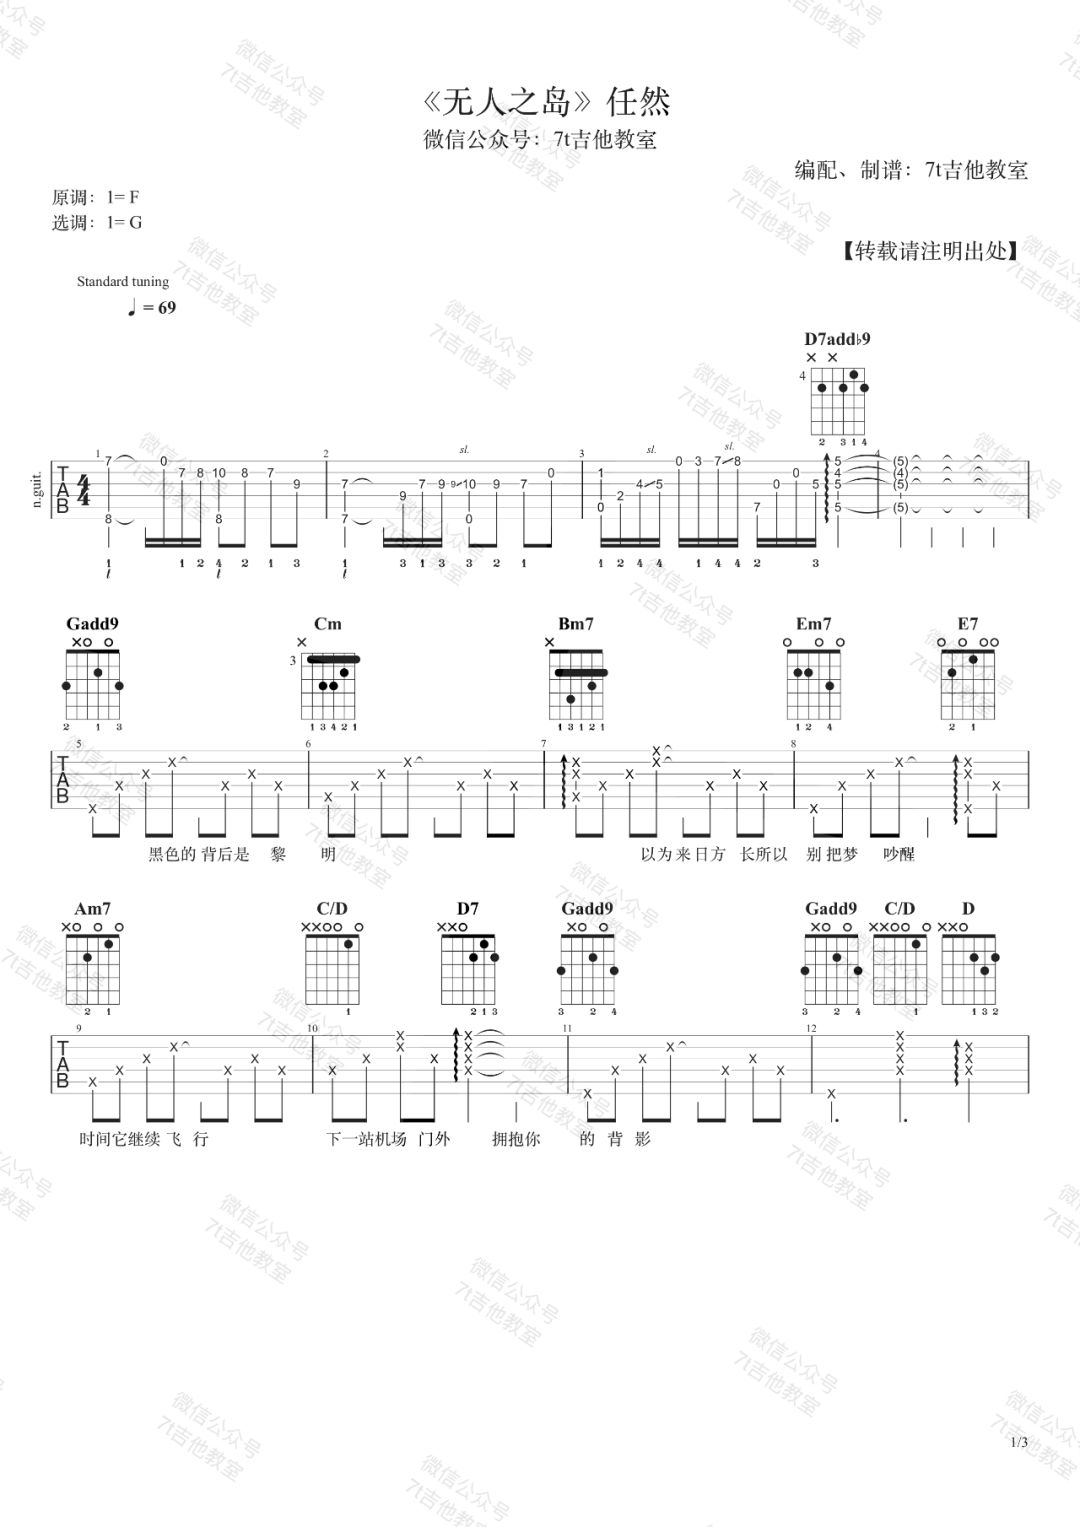 《无人之岛》任然
微信公众号：7t吉他教室
编配、制谱：7t吉他教室
原调：1= F
选调：1= G
【转载请注明出处】
Standard tuning
♩ = 69
D7add♭9
n.guit.
Gadd9 Cm Bm7 Em7 E7
黑色的 背后是 黎 明 以为来日方 长所以 别 把梦 吵醒
Am7 C/D D7 Gadd9 Gadd9 C/D D
时间它继续 飞 行 下一站机场 门外 拥抱你 的 背 影
1/3